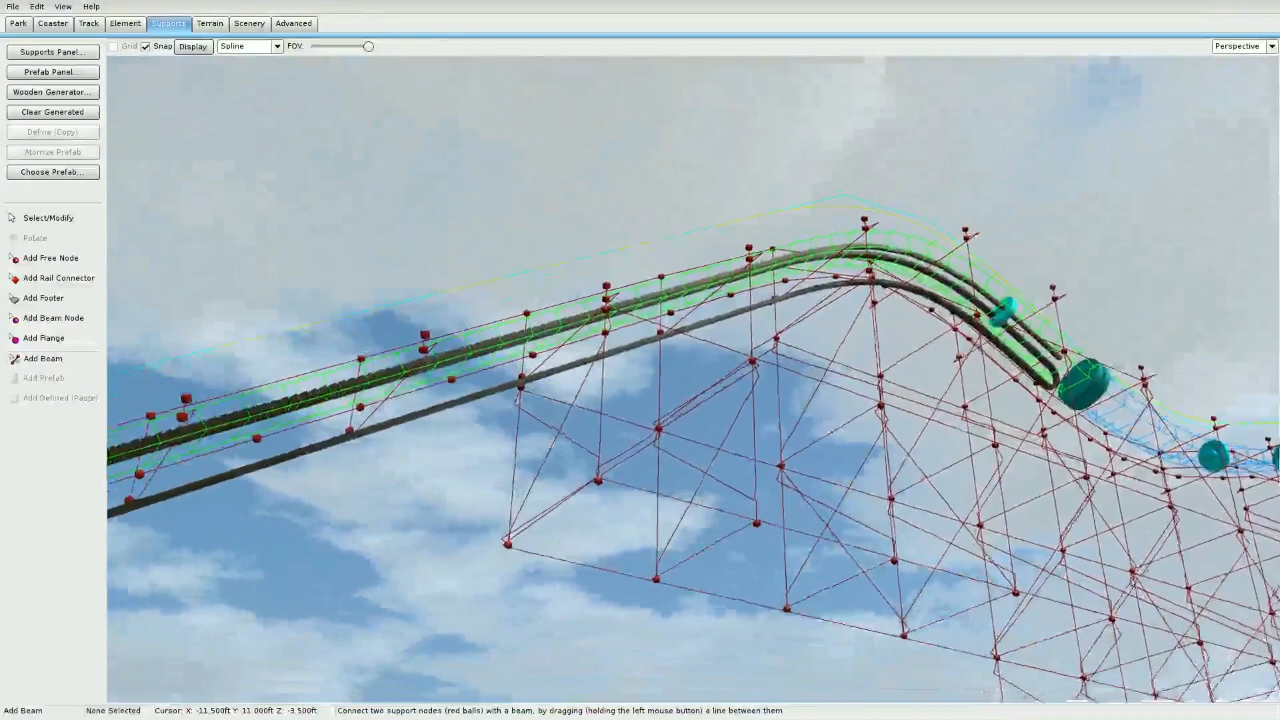 File Edit View Help
Park Coaster Track Element Supports Terrain Scenery Advanced
Grid Snap Display Spline FOV. Perspective
Supports Panel...
Prefab Panel...
Wooden Generator...
Clear Generated
Define (Copy)
Atomize Prefab
Choose Prefab...
Select/Modify
Rotate
Add Free Node
Add Rail Connector
Add Footer
Add Beam Node
Add Flange
Add Beam
Add Prefab
Add Defined (Paste)
Add Beam None Selected Cursor: X: -11.500ft Y: 11.000ft Z: -3.500ft Connect two support nodes (red balls) with a beam, by dragging (holding the left mouse button) a line between them